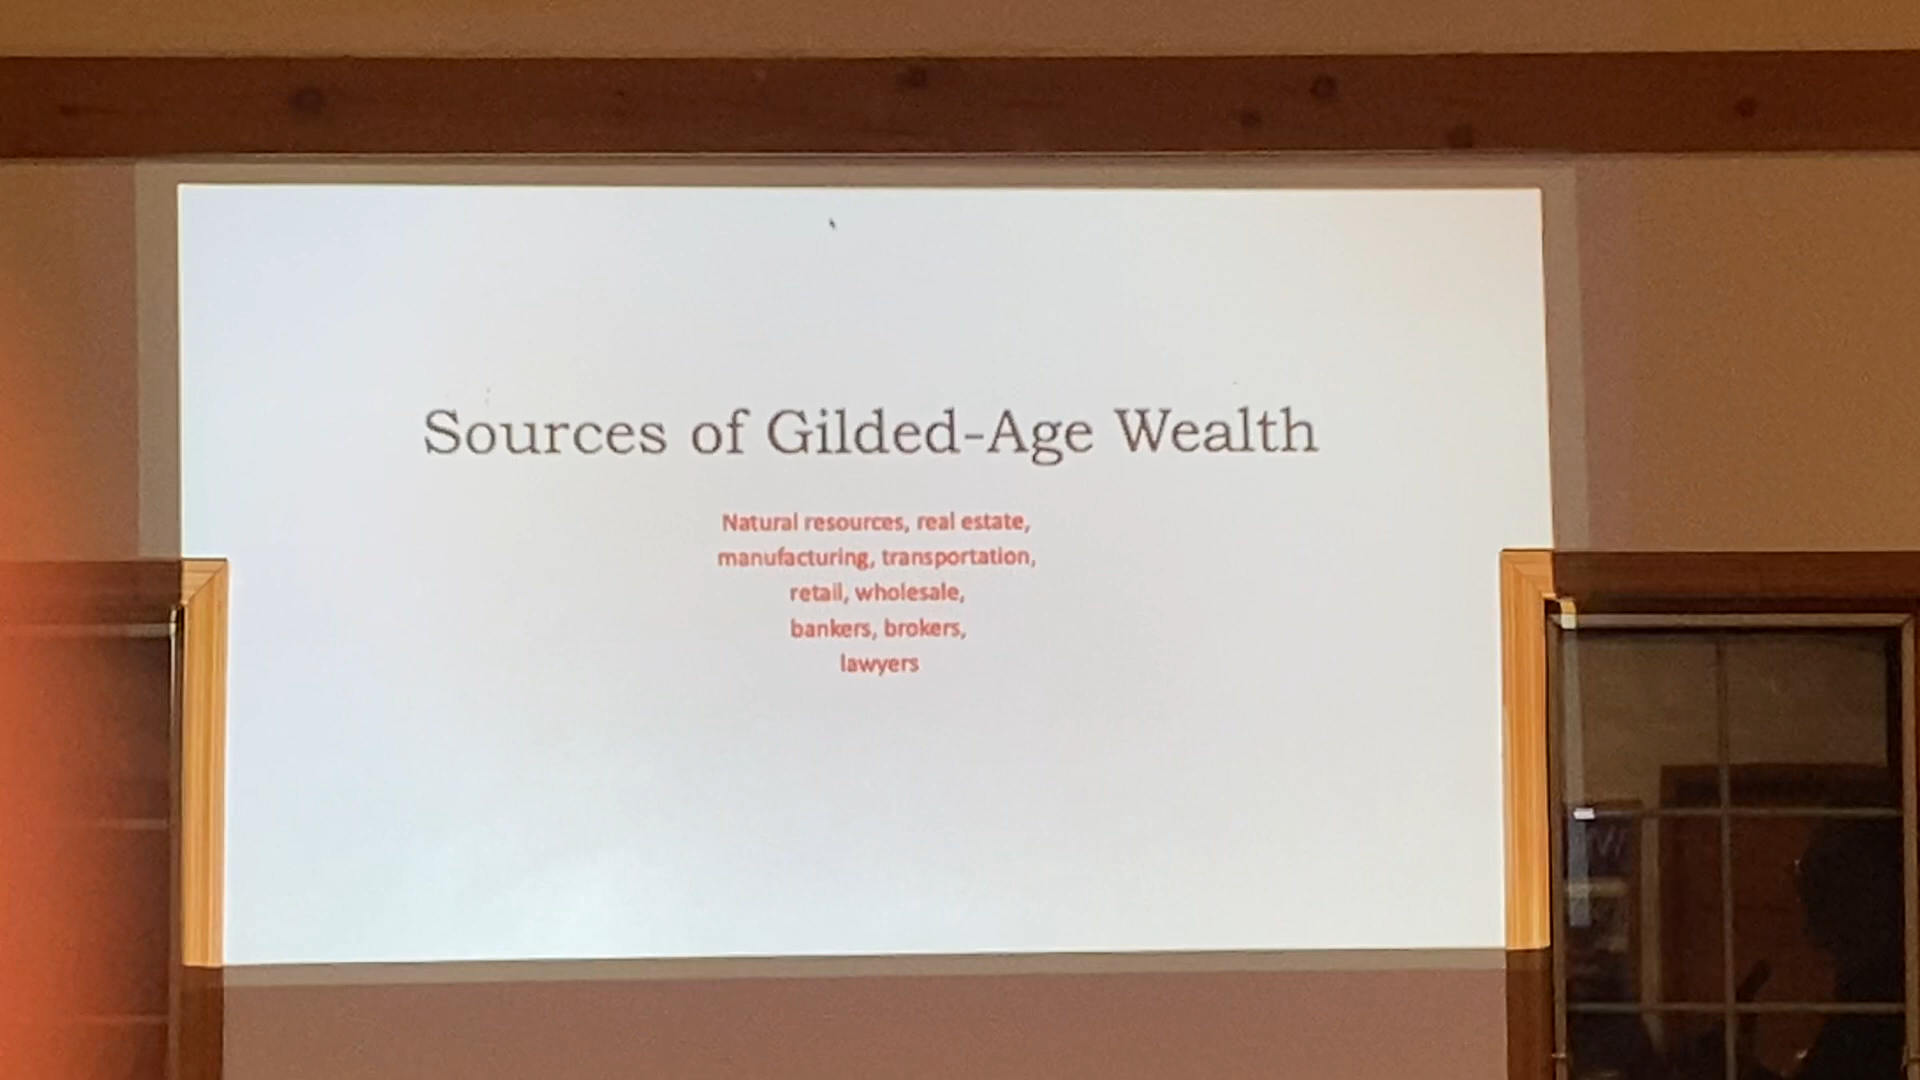 Sources of Gilded-Age Wealth
Natural resources, real estate,
manufacturing, transportation,
retail, wholesale,
bankers, brokers,
lawyers